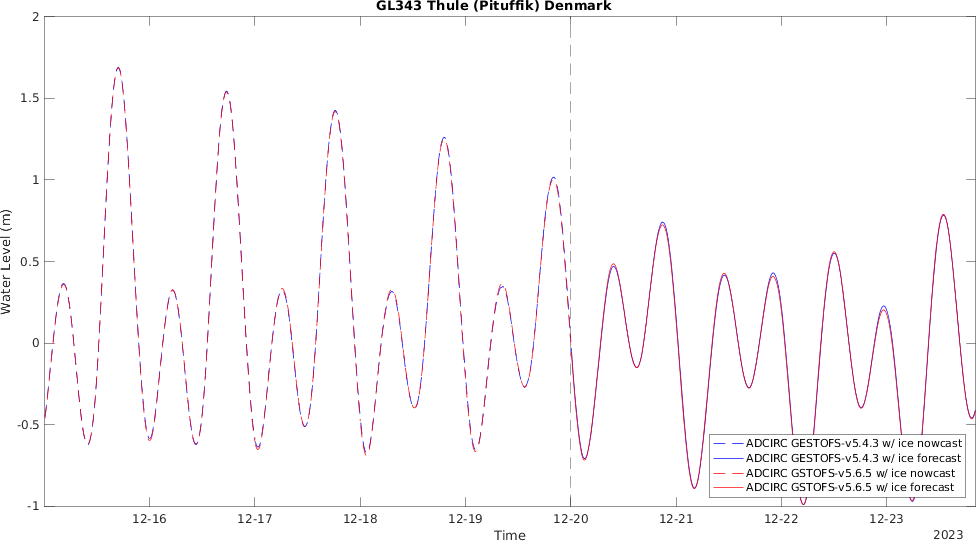 GL343 Thule (Pituffik) Denmark
2
1.5
1
0.5
0
-0.5
-1
Water Level (m)
12-16
12-17
12-18
12-19
12-20
12-21
12-22
12-23
Time
2023
ADCIRC GESTOFS-v5.4.3 w/ ice nowcast
ADCIRC GESTOFS-v5.4.3 w/ ice forecast
ADCIRC GSTOFS-v5.6.5 w/ ice nowcast
ADCIRC GSTOFS-v5.6.5 w/ ice forecast